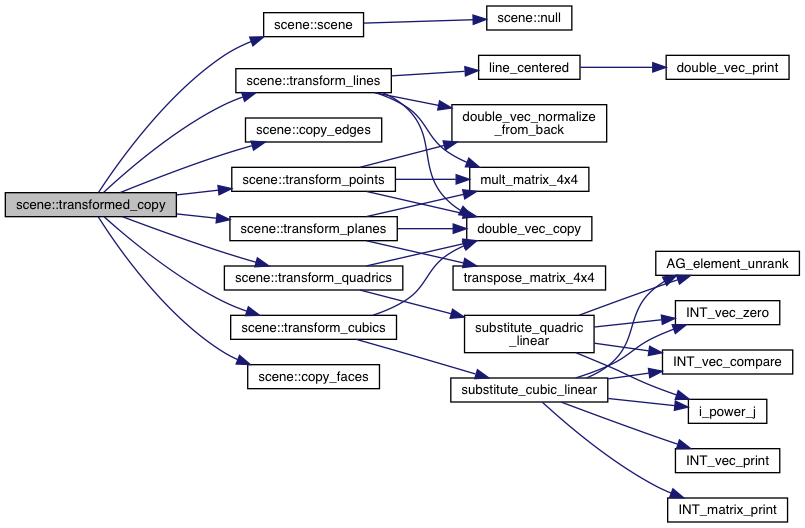 scene::transformed_copy
scene::scene
scene::null
scene::transform_lines
line_centered
double_vec_print
scene::copy_edges
double_vec_normalize
_from_back
scene::transform_points
mult_matrix_4x4
scene::transform_planes
double_vec_copy
scene::transform_quadrics
transpose_matrix_4x4
scene::transform_cubics
substitute_quadric
_linear
scene::copy_faces
substitute_cubic_linear
AG_element_unrank
INT_vec_zero
INT_vec_compare
i_power_j
INT_vec_print
INT_matrix_print